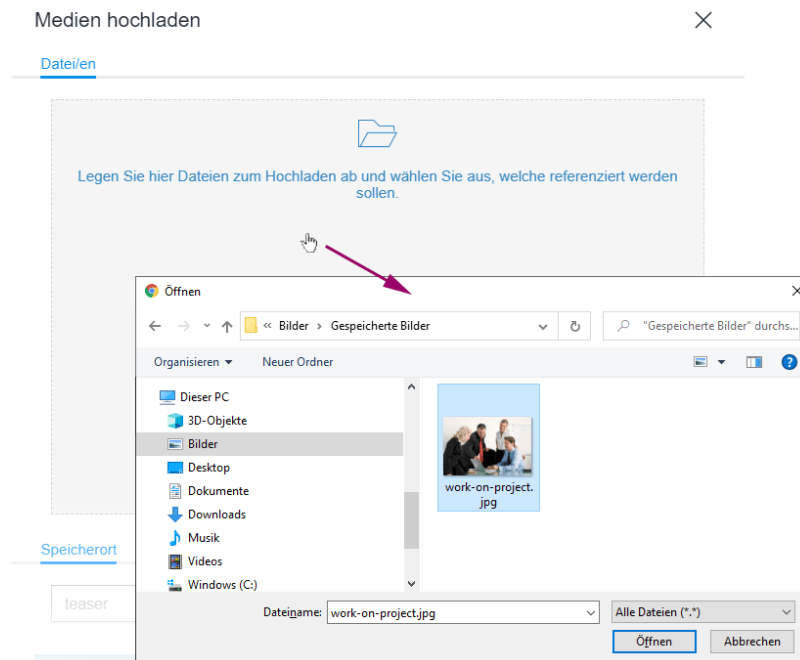 Medien hochladen
Datei/en
Legen Sie hier Dateien zum Hochladen ab und wählen Sie aus, welche referenziert werden
sollen.
Öffnen
« Bilder › Gespeicherte Bilder
"Gespeicherte Bilder" durchs...
Organisieren
Neuer Ordner
?
Dieser PC
3D-Objekte
Bilder
Desktop
Dokumente
Downloads
Musik
Videos
Windows (C:)
work-on-project.
jpg
Speicherort
teaser
Dateiname:
work-on-project.jpg
Alle Dateien (*.*)
Öffnen
Abbrechen